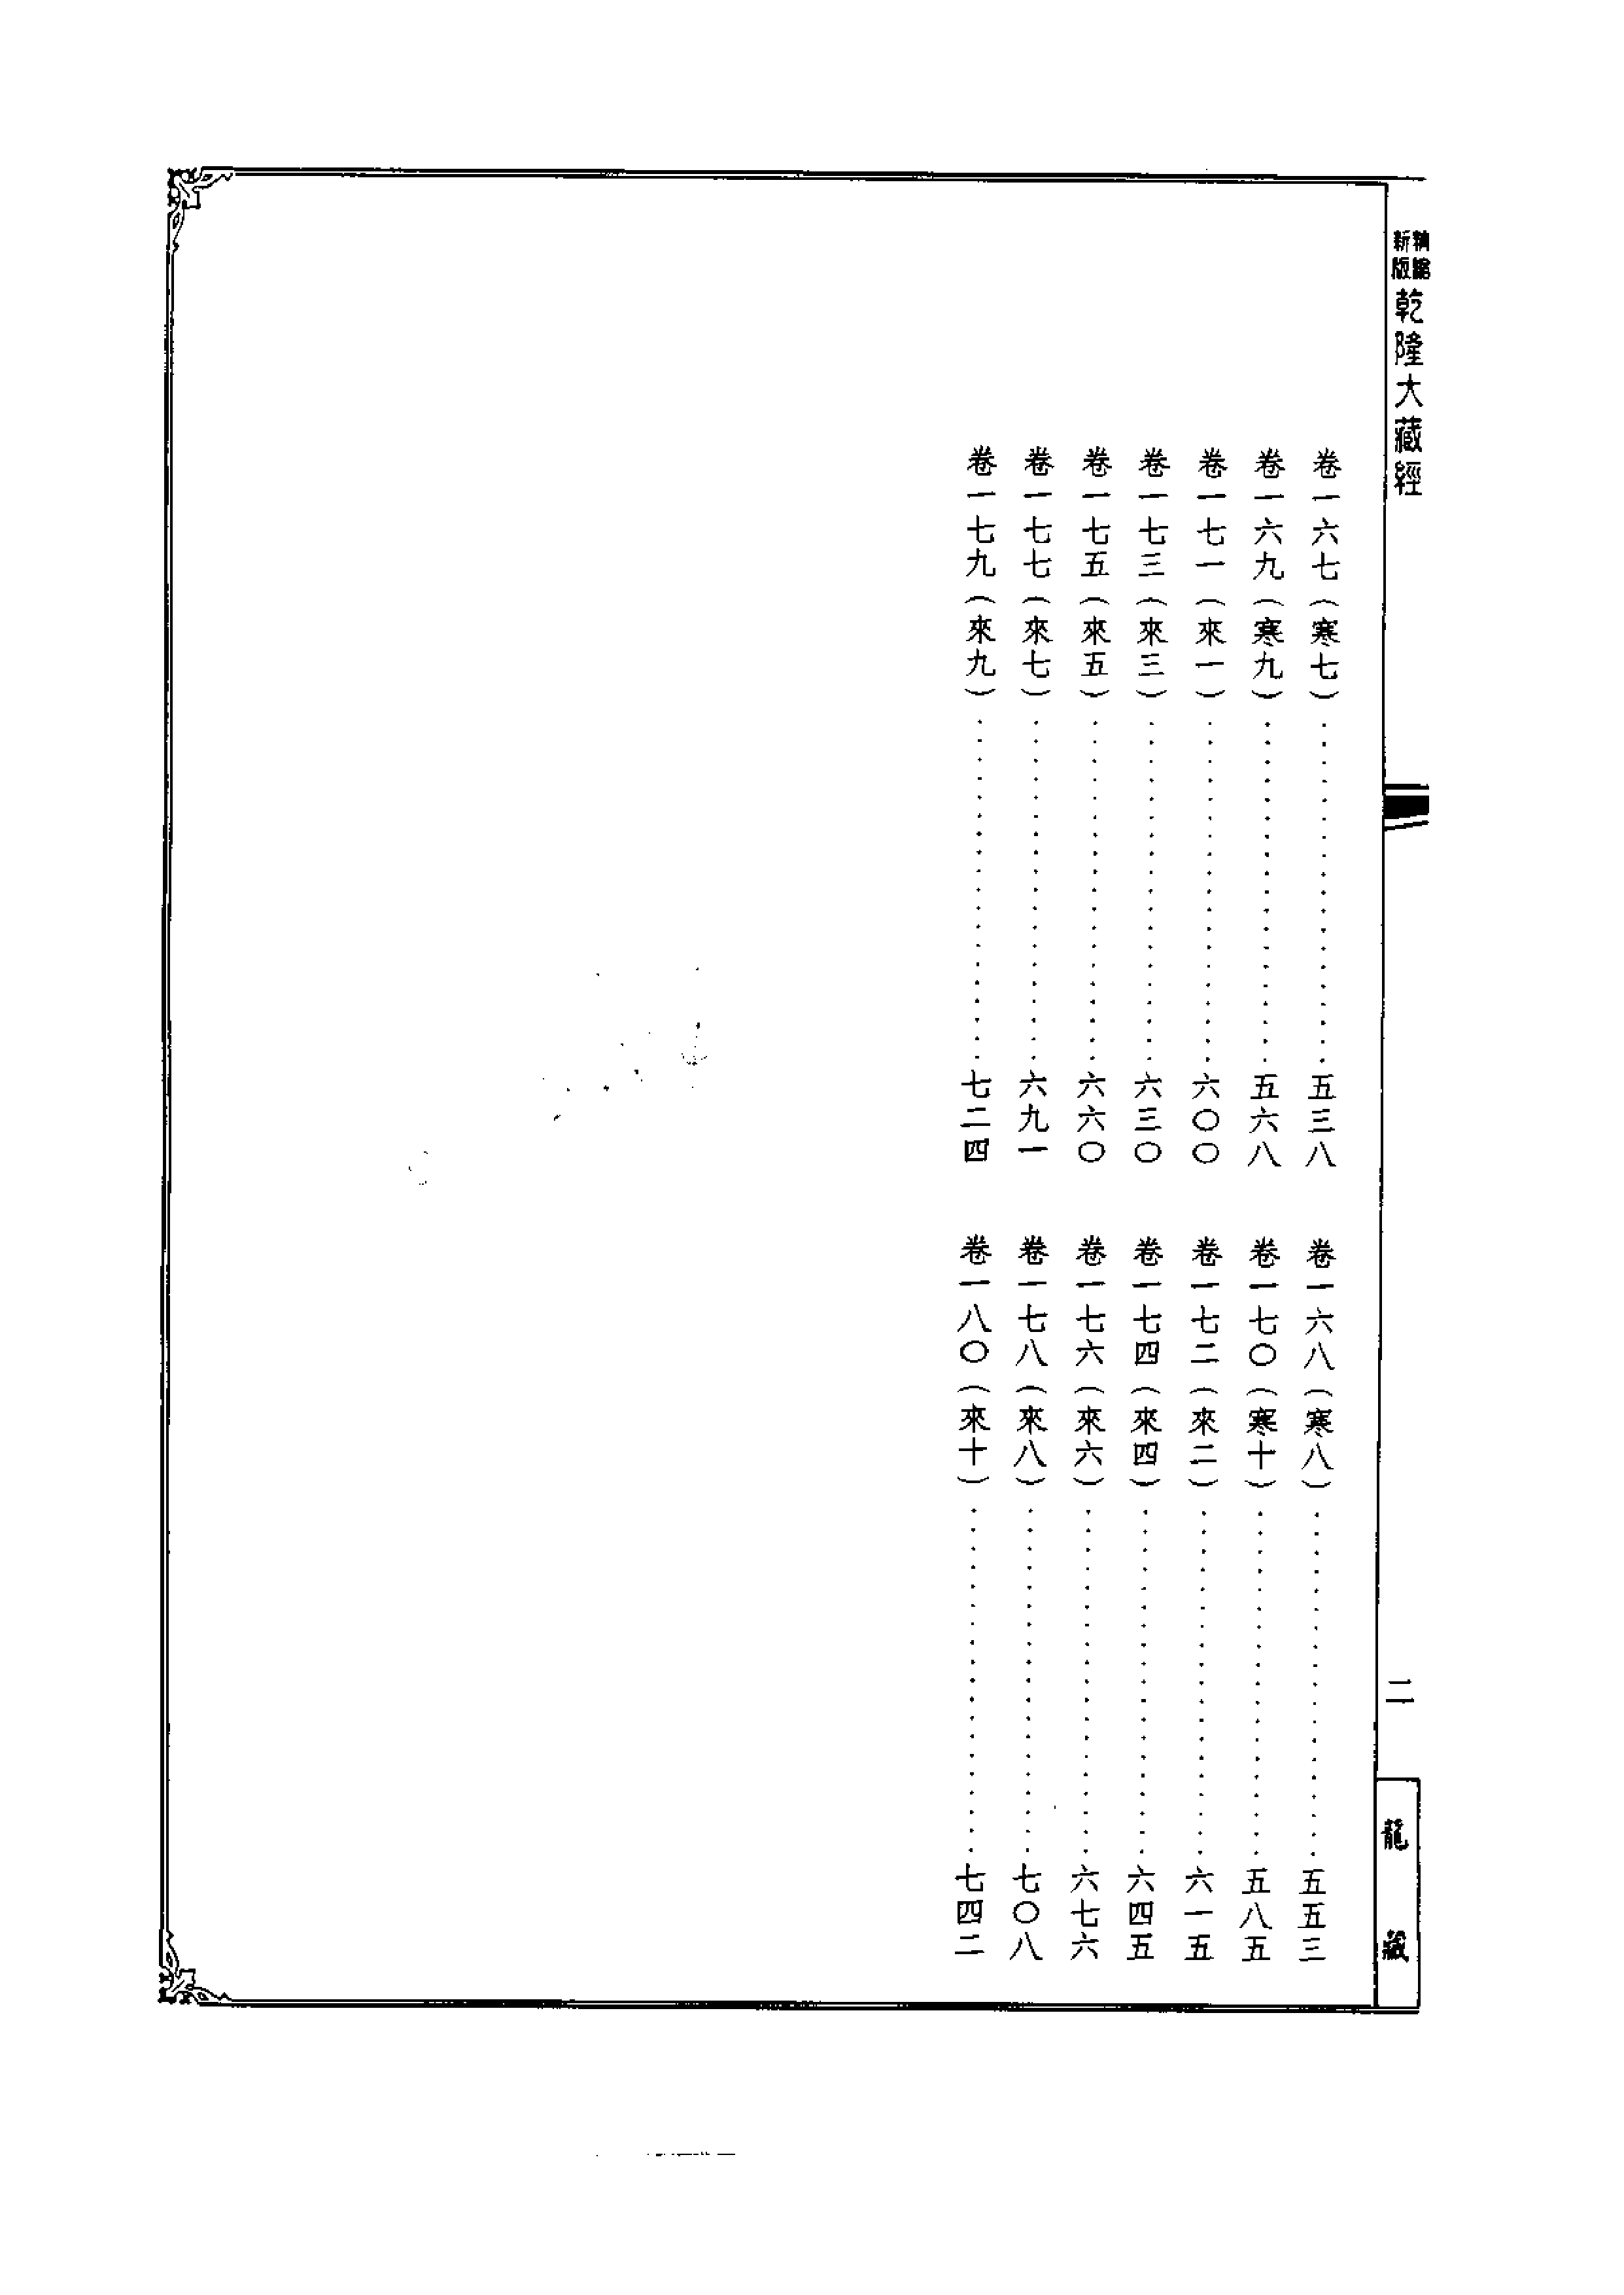 新版
乾隆大藏經
卷一六七（寒七）………………五三八
卷一六八（寒八）………………五五三
卷一六九（寒九）………………五六八
卷一七〇（寒十）………………五八五
卷一七一（來一）………………六〇〇
卷一七二（來二）………………六一五
卷一七三（來三）………………六三〇
卷一七四（來四）………………六四五
卷一七五（來五）………………六六〇
卷一七六（來六）………………六七六
卷一七七（來七）………………六九一
卷一七八（來八）………………七〇八
卷一七九（來九）………………七二四
卷一八〇（來十）………………七四二
二
龍藏